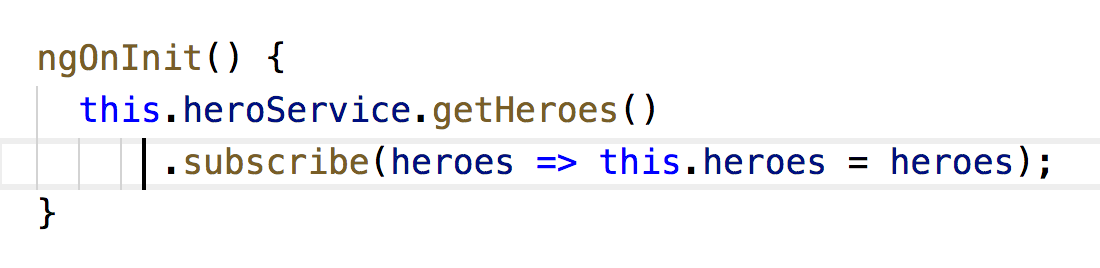 ngOnInit() {
  this.heroService.getHeroes()
      .subscribe(heroes => this.heroes = heroes);
}